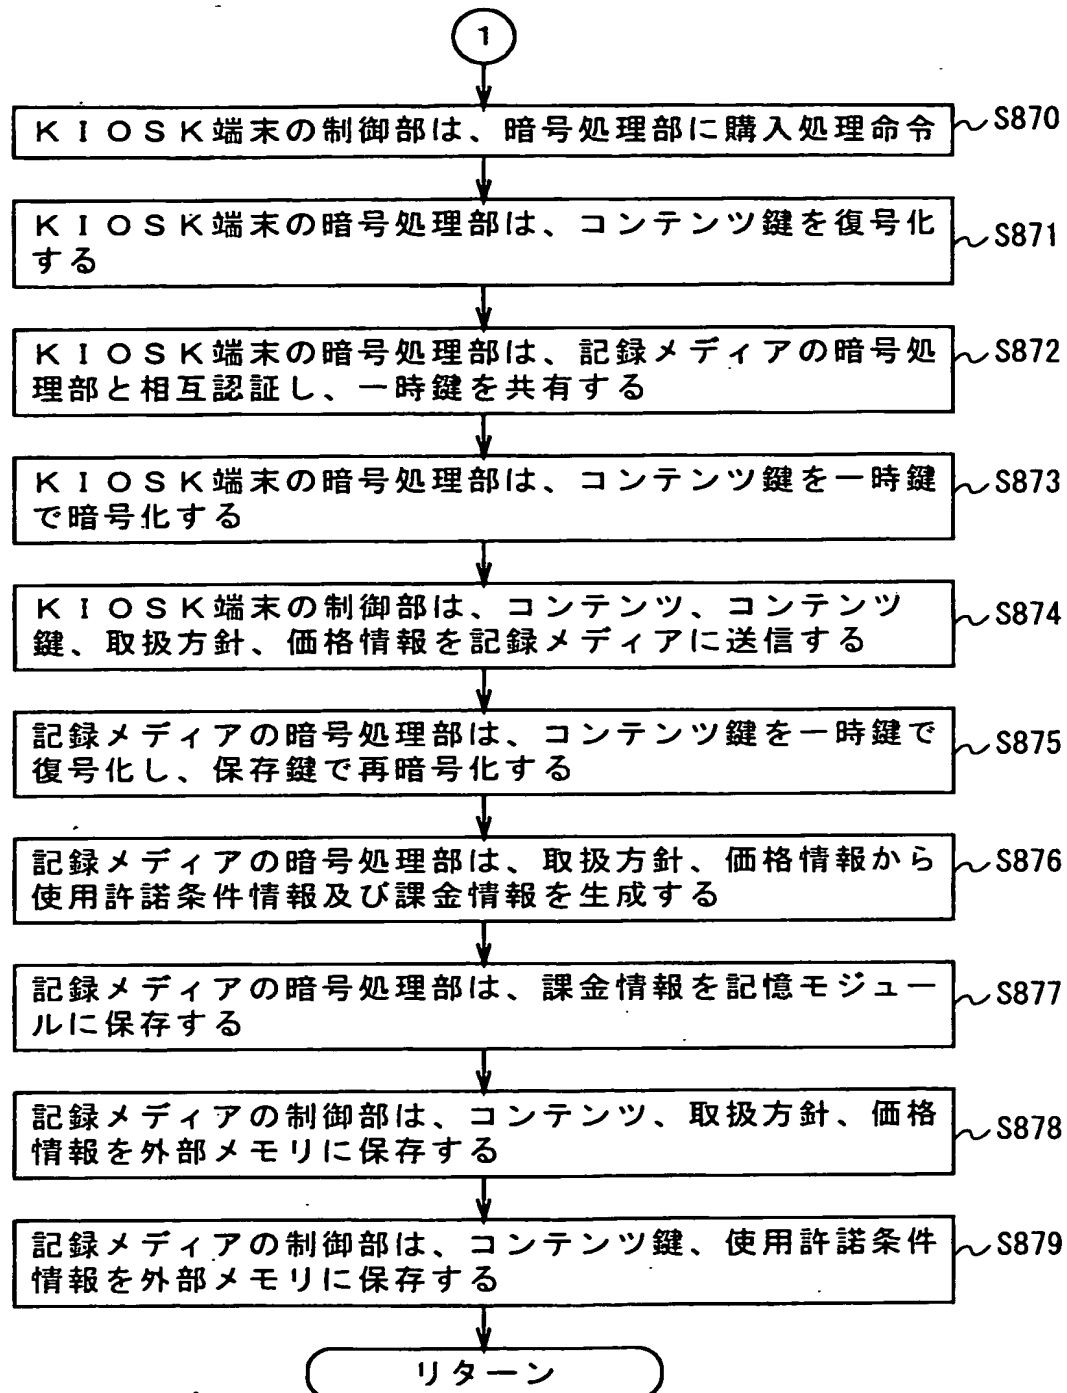 1
KIOSK端末の制御部は、暗号処理部に購入処理命令
S870
KIOSK端末の暗号処理部は、コンテンツ鍵を復号化
する
S871
KIOSK端末の暗号処理部は、記録メディアの暗号処
理部と相互認証し、一時鍵を共有する
S872
KIOSK端末の暗号処理部は、コンテンツ鍵を一時鍵
で暗号化する
S873
KIOSK端末の制御部は、コンテンツ、コンテンツ
鍵、取扱方針、価格情報を記録メディアに送信する
S874
記録メディアの暗号処理部は、コンテンツ鍵を一時鍵で
復号化し、保存鍵で再暗号化する
S875
記録メディアの暗号処理部は、取扱方針、価格情報から
使用許諾条件情報及び課金情報を生成する
S876
記録メディアの暗号処理部は、課金情報を記憶モジュー
ルに保存する
S877
記録メディアの制御部は、コンテンツ、取扱方針、価格
情報を外部メモリに保存する
S878
記録メディアの制御部は、コンテンツ鍵、使用許諾条件
情報を外部メモリに保存する
S879
リターン